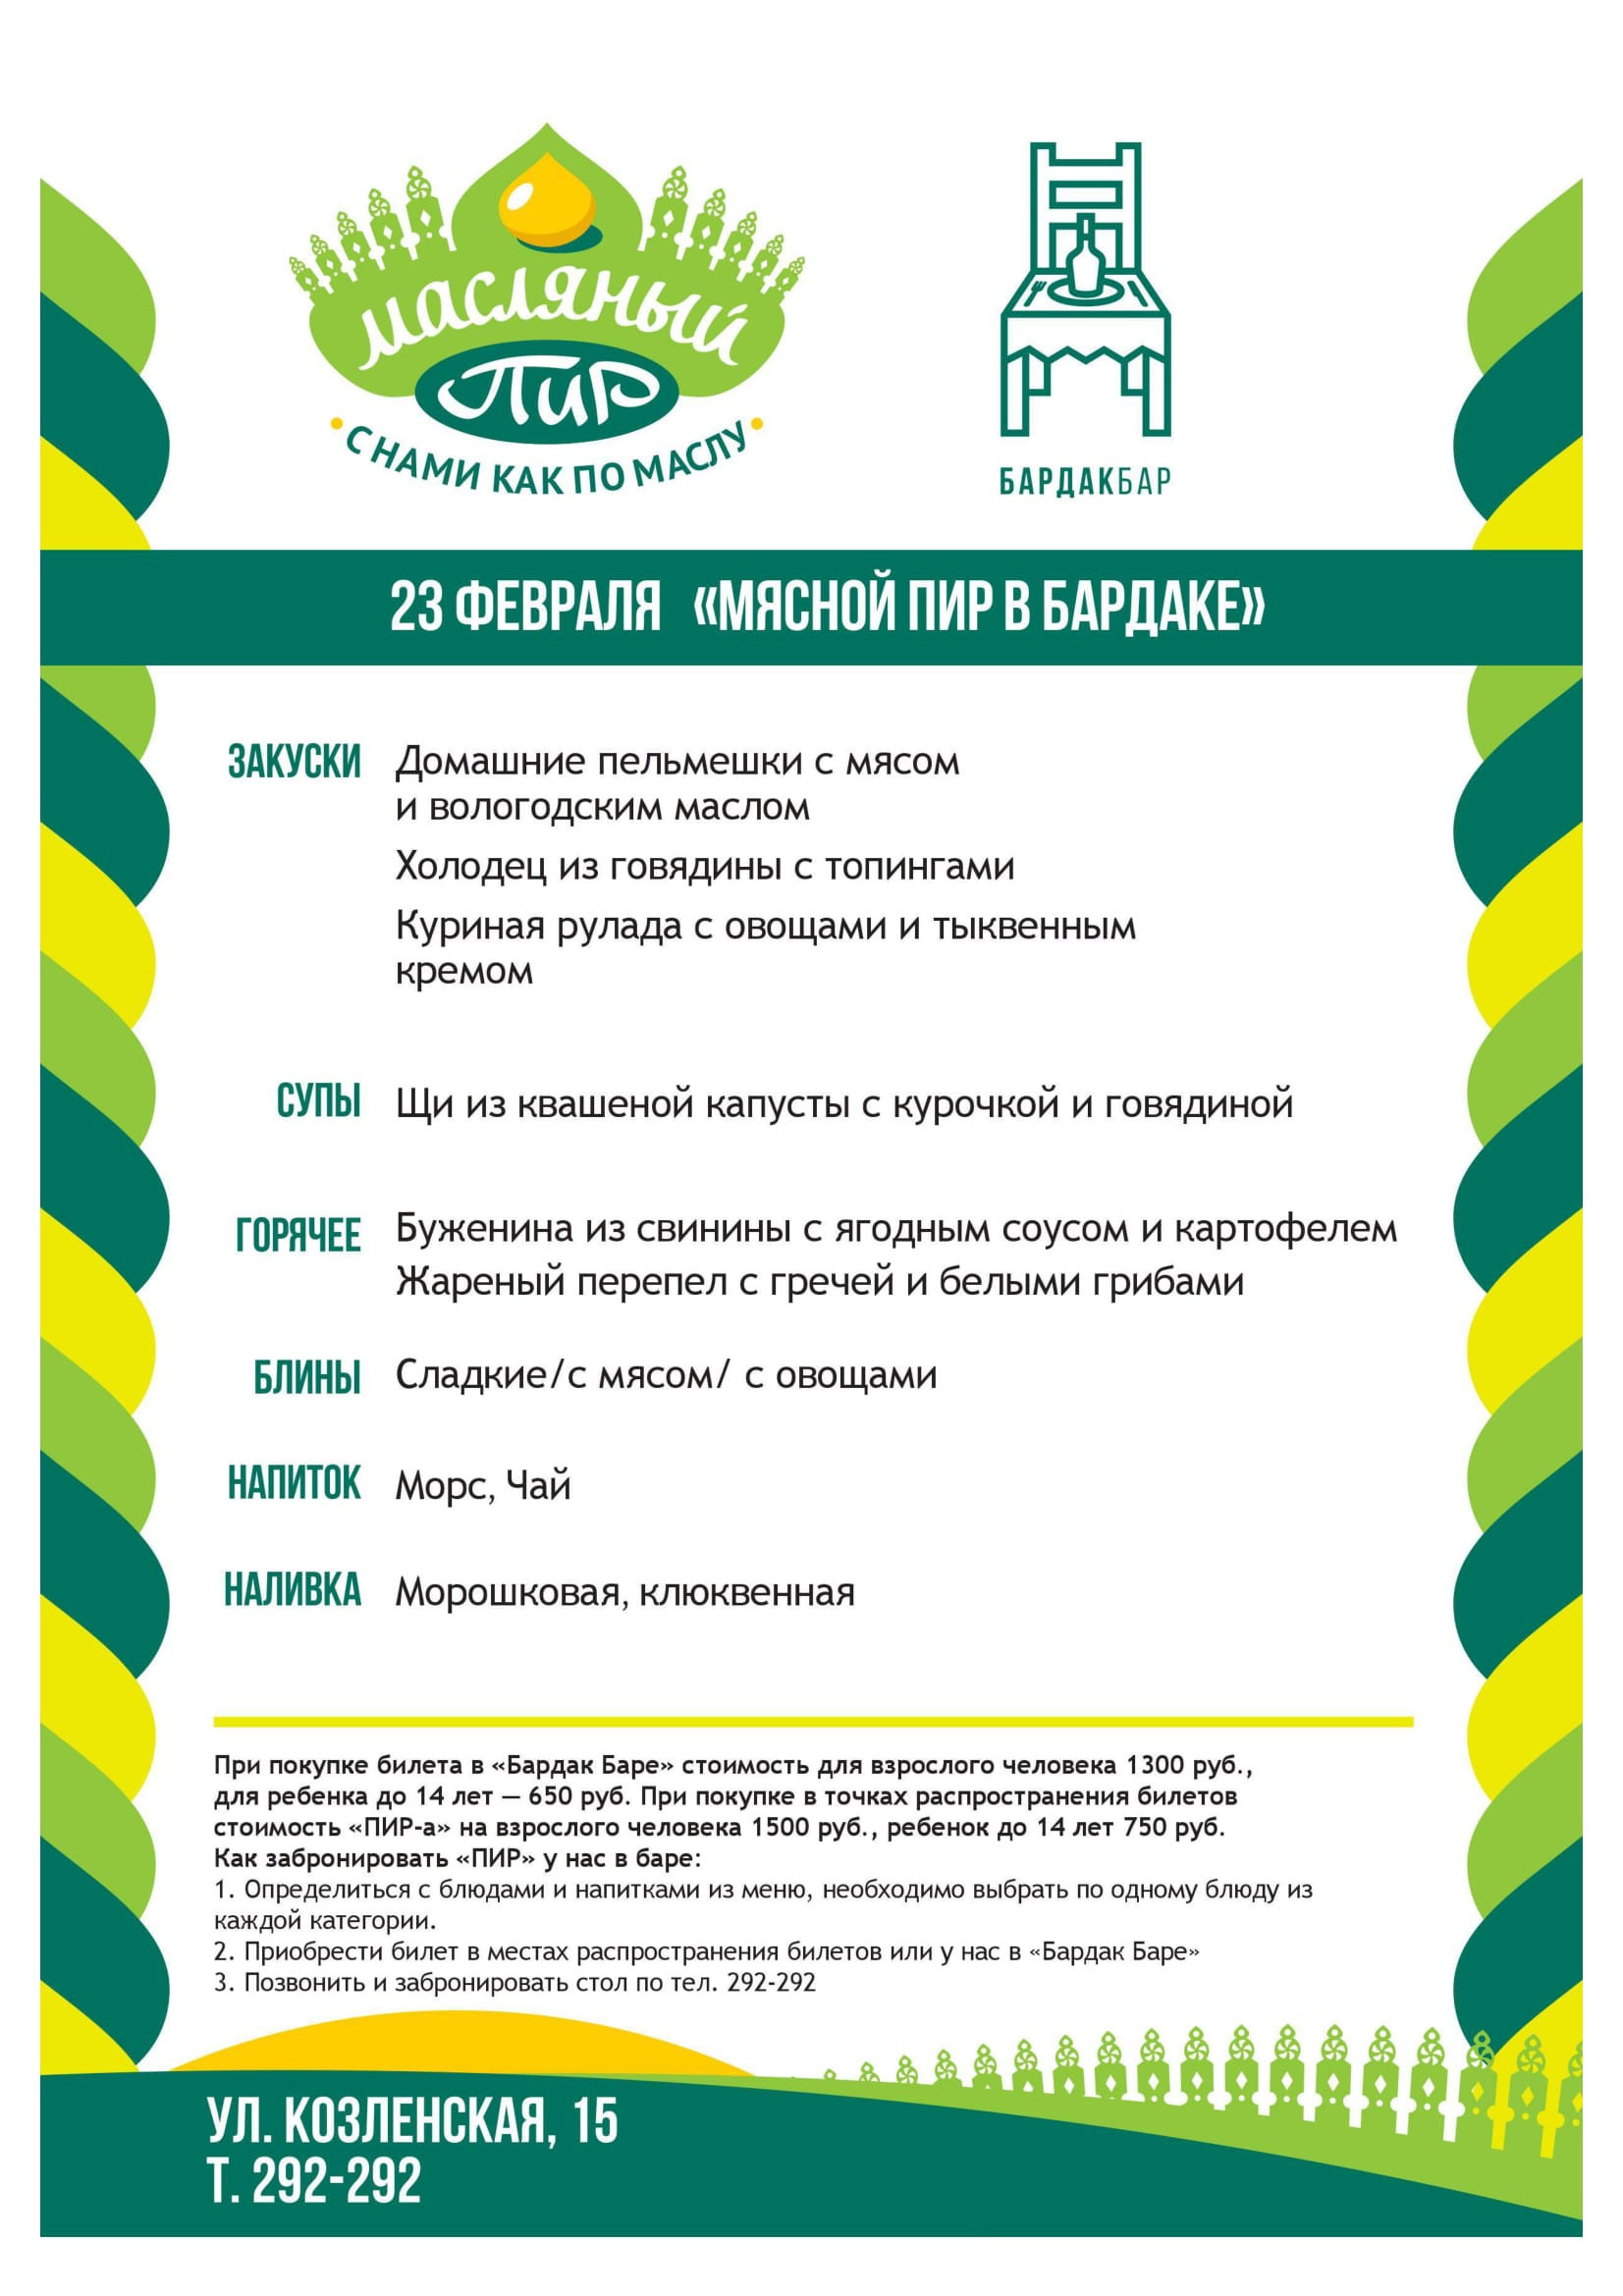 масляный
Пир
• С НАМИ КАК ПО МАСЛУ •
БАРДАКБАР
23 ФЕВРАЛЯ «МЯСНОЙ ПИР В БАРДАКЕ»
ЗАКУСКИ Домашние пельмешки с мясом
и вологодским маслом
Холодец из говядины с топингами
Куриная рулада с овощами и тыквенным
кремом
СУПЫ Щи из квашеной капусты с курочкой и говядиной
ГОРЯЧЕЕ Буженина из свинины с ягодным соусом и картофелем
Жареный перепел с гречей и белыми грибами
БЛИНЫ Сладкие/с мясом/ с овощами
НАПИТОК Морс, Чай
НАЛИВКА Морошковая, клюквенная
При покупке билета в «Бардак Баре» стоимость для взрослого человека 1300 руб.,
для ребенка до 14 лет — 650 руб. При покупке в точках распространения билетов
стоимость «ПИР-а» на взрослого человека 1500 руб., ребенок до 14 лет 750 руб.
Как забронировать «ПИР» у нас в баре:
1. Определиться с блюдами и напитками из меню, необходимо выбрать по одному блюду из
каждой категории.
2. Приобрести билет в местах распространения билетов или у нас в «Бардак Баре»
3. Позвонить и забронировать стол по тел. 292-292
УЛ. КОЗЛЕНСКАЯ, 15
Т. 292-292